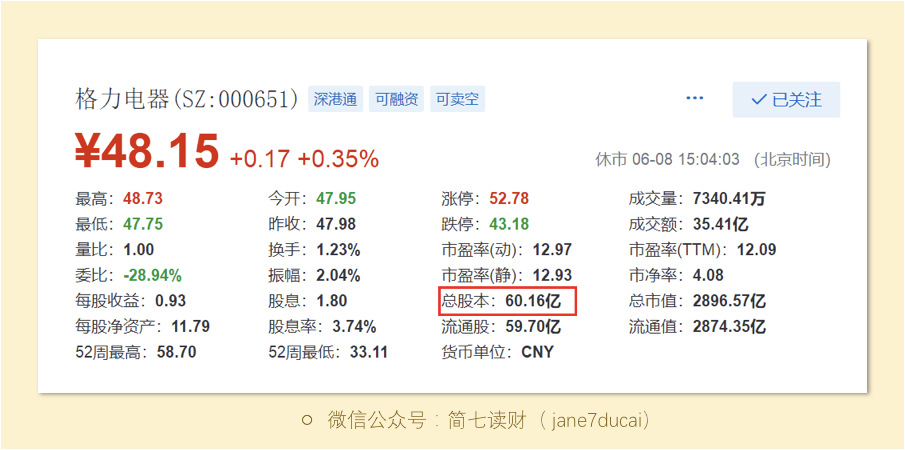 格力电器(SZ:000651) 深港通 可融资 可卖空 ··· ✓ 已关注
¥48.15 +0.17 +0.35% 休市 06-08 15:04:03 (北京时间)
最高：48.73 今开：47.95 涨停：52.78 成交量：7340.41万
最低：47.75 昨收：47.98 跌停：43.18 成交额：35.41亿
量比：1.00 换手：1.23% 市盈率(动)：12.97 市盈率(TTM)：12.09
委比：-28.94% 振幅：2.04% 市盈率(静)：12.93 市净率：4.08
每股收益：0.93 股息：1.80 总股本：60.16亿 总市值：2896.57亿
每股净资产：11.79 股息率：3.74% 流通股：59.70亿 流通值：2874.35亿
52周最高：58.70 52周最低：33.11 货币单位：CNY
微信公众号：简七读财（jane7ducai）